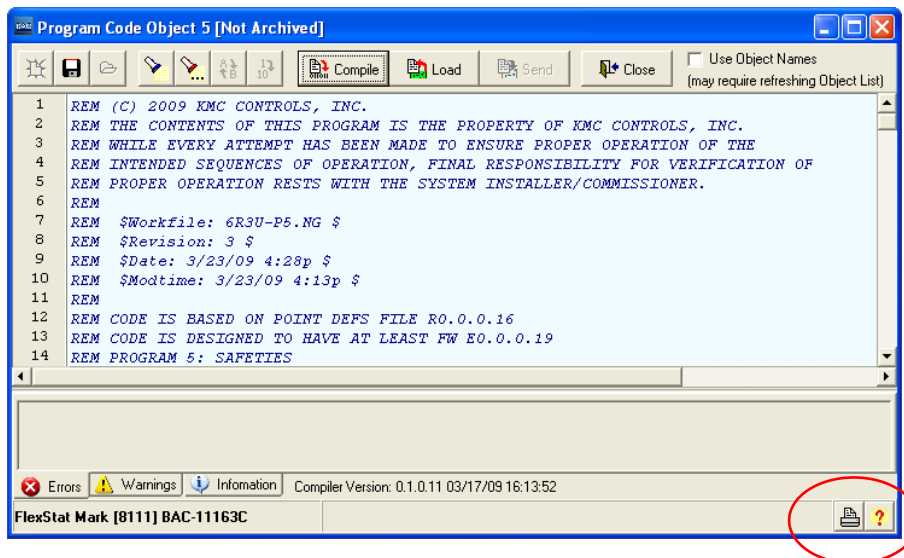 Program Code Object 5 [Not Archived]
Compile Load Send Close Use Object Names
(may require refreshing Object List)
1 REM (C) 2009 KMC CONTROLS, INC.
2 REM THE CONTENTS OF THIS PROGRAM IS THE PROPERTY OF KMC CONTROLS, INC.
3 REM WHILE EVERY ATTEMPT HAS BEEN MADE TO ENSURE PROPER OPERATION OF THE
4 REM INTENDED SEQUENCES OF OPERATION, FINAL RESPONSIBILITY FOR VERIFICATION OF
5 REM PROPER OPERATION RESTS WITH THE SYSTEM INSTALLER/COMMISSIONER.
6 REM
7 REM $Workfile: 6R3U-P5.NG $
8 REM $Revision: 3 $
9 REM $Date: 3/23/09 4:28p $
10 REM $Modtime: 3/23/09 4:13p $
11 REM
12 REM CODE IS BASED ON POINT DEFS FILE R0.0.0.16
13 REM CODE IS DESIGNED TO HAVE AT LEAST FW E0.0.0.19
14 REM PROGRAM 5: SAFETIES
Errors Warnings Infomation Compiler Version: 0.1.0.11 03/17/09 16:13:52
FlexStat Mark [8111] BAC-11163C